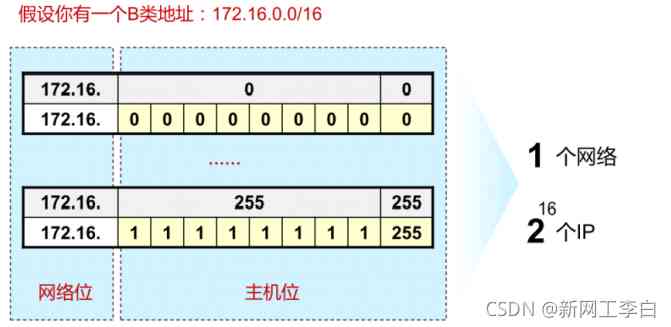 假设你有一个B类地址：172.16.0.0/16
172.16. 0 0
172.16. 0 0 0 0 0 0 0 0 0
......
172.16. 255 255
172.16. 1 1 1 1 1 1 1 1 255
网络位 主机位
1 个网络
2^16 个IP
CSDN @新网工李白